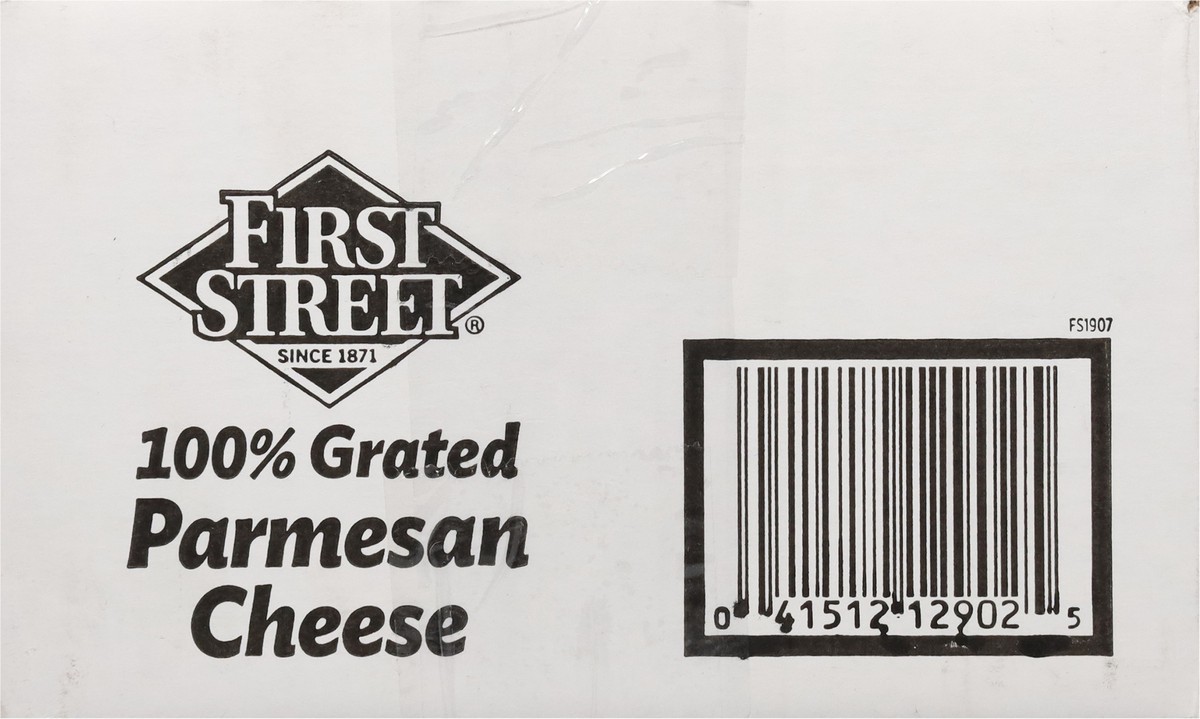 FIRST
STREET®
SINCE 1871
100% Grated
Parmesan
Cheese
FS1907
0 41512 12902 5